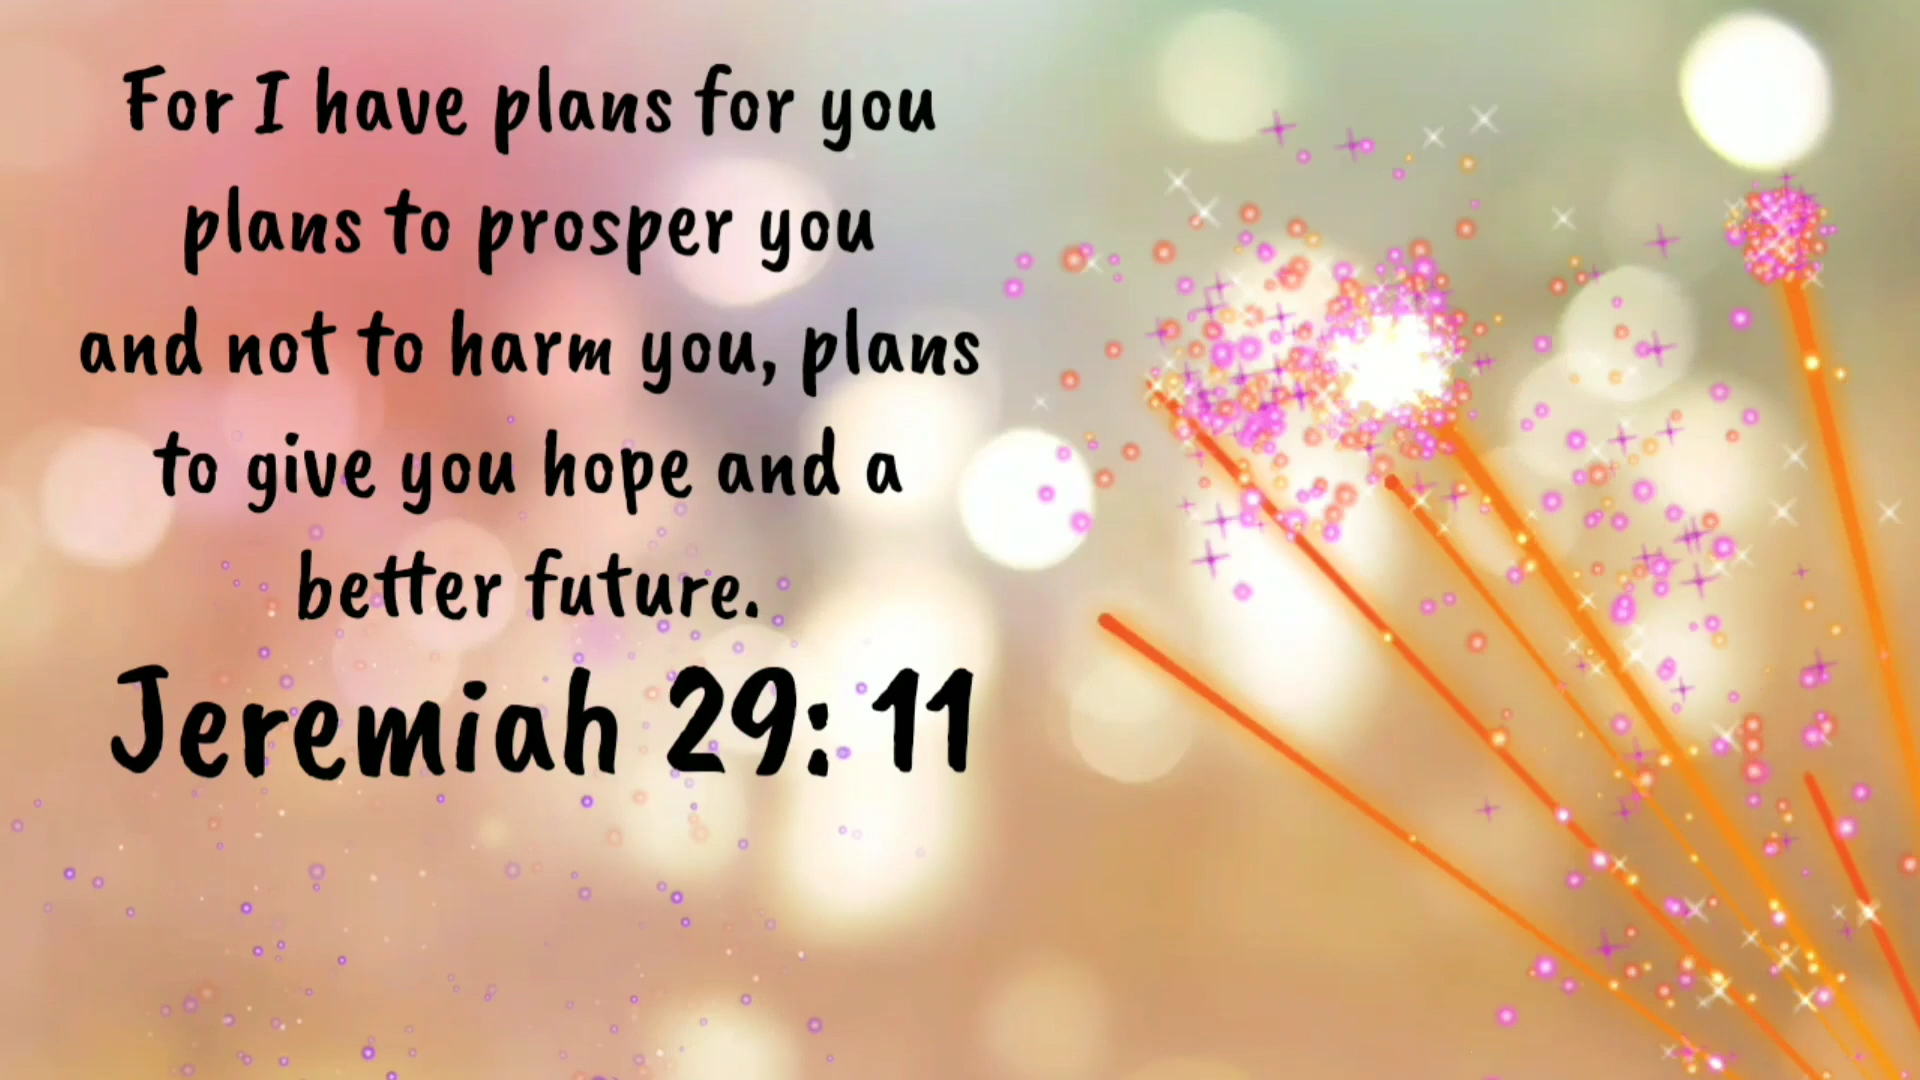 For I have plans for you
plans to prosper you
and not to harm you, plans
to give you hope and a
better future.
Jeremiah 29: 11